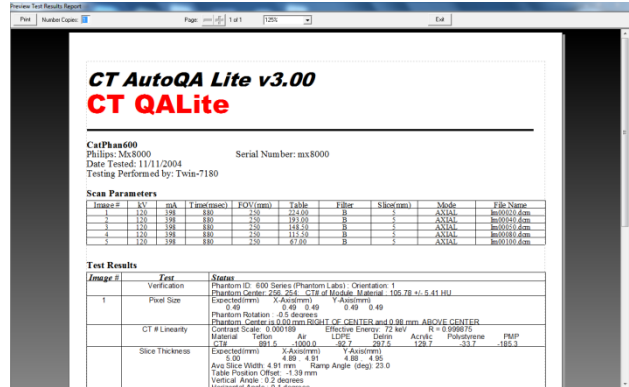 Preview Test Results Report
Print Number Copies: 1 Page: 1 of 1 125% Exit
CT AutoQA Lite v3.00
CT QALite
CatPhan600
Philips: Mx8000 Serial Number: mx8000
Date Tested: 11/11/2004
Testing Performed by: Twin-7180
Scan Parameters
Image # kV mA Time(msec) FOV(mm) Table Filter Slice(mm) Mode File Name
1 120 398 880 250 224.00 B 5 AXIAL Im00020.dcm
2 120 398 880 250 193.00 B 5 AXIAL Im00040.dcm
3 120 398 880 250 148.50 B 5 AXIAL Im00050.dcm
4 120 398 880 250 115.50 B 5 AXIAL Im00080.dcm
5 120 398 880 250 67.00 B 5 AXIAL Im00100.dcm
Test Results
Image # Test Status
Verification Phantom ID: 600 Series (Phantom Labs) ; Orientation: 1
Phantom Center: 256, 254; CT# of Module Material : 105.78 +/- 5.41 HU
1 Pixel Size Expected(mm) X-Axis(mm) Y-Axis(mm)
0.49 0.49 0.49 0.49 0.49
Phantom Rotation : -0.5 degrees
Phantom Center is 0.00 mm RIGHT OF CENTER and 0.98 mm ABOVE CENTER
CT # Linearity Contrast Scale: 0.000189 Effective Energy: 72 keV R = 0.999875
Material Teflon Air LDPE Delrin Acrylic Polystyrene PMP
CT# 891.5 -1000.0 -92.7 297.5 129.7 -33.7 -185.3
Slice Thickness Expected(mm) X-Axis(mm) Y-Axis(mm)
5.00 4.89 , 4.91 4.88 , 4.95
Avg Slice Width: 4.91 mm Ramp Angle (deg): 23.0
Table Position Offset: -1.39 mm
Vertical Angle : 0.2 degrees